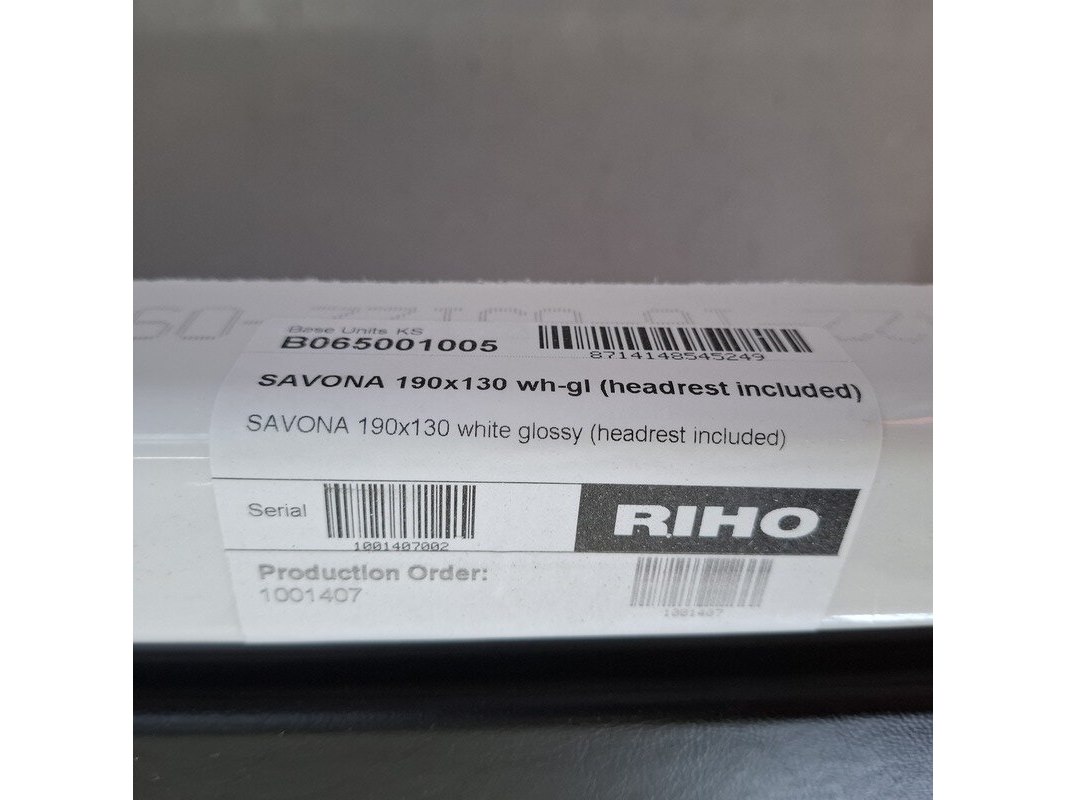 Base Units KS
B065001005
8714148545249
SAVONA 190x130 wh-gl (headrest included)
SAVONA 190x130 white glossy (headrest included)
Serial
1001407002
RIHO
Production Order:
1001407
1001407